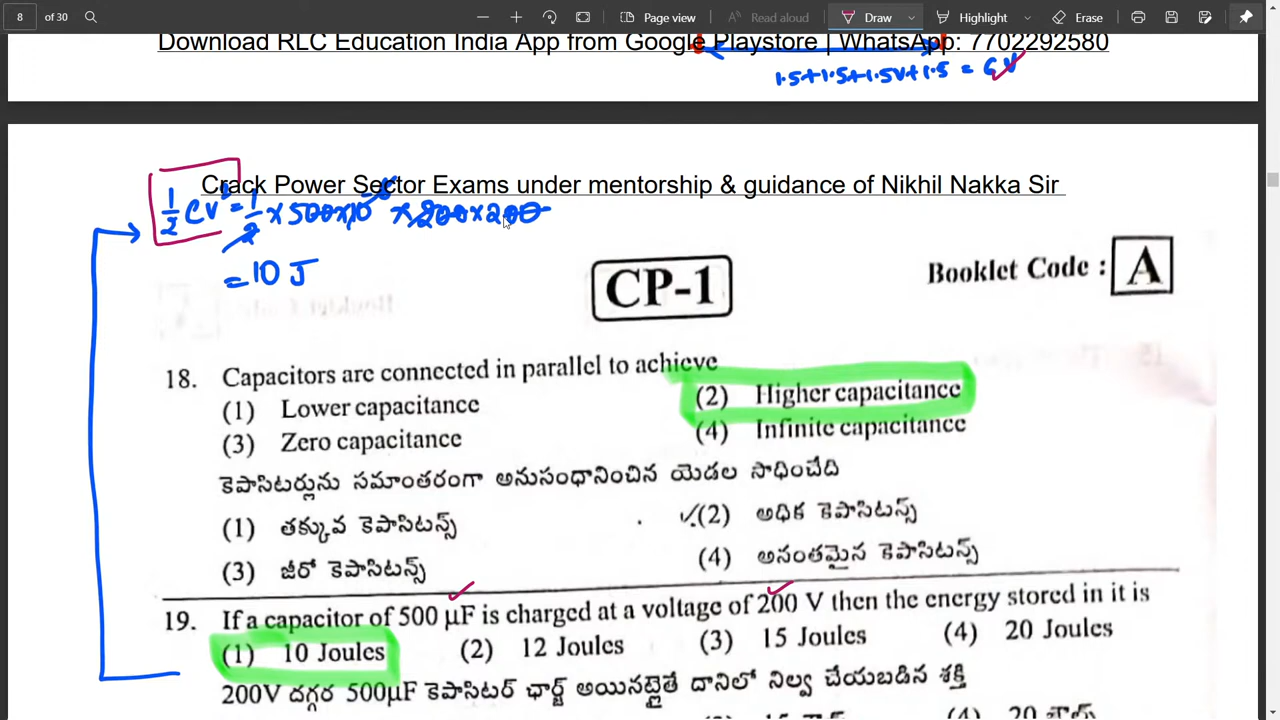 8 of 30
Page view
Read aloud
Draw
Highlight
Erase
Download RLC Education India App from Google Playstore | WhatsApp: 7702292580
1.5+1.5+1.5V+1.5 = 6V
Crack Power Sector Exams under mentorship & guidance of Nikhil Nakka Sir
½ CV² = ½ × 500×10⁻⁶ × 200×200
= 10 J
CP-1
Booklet Code : A
18. Capacitors are connected in parallel to achieve
(1) Lower capacitance (2) Higher capacitance
(3) Zero capacitance (4) Infinite capacitance
కెపాసిటర్లును సమాంతరంగా అనుసంధానించిన యెడల సాధించేది
(1) తక్కువ కెపాసిటన్స్ (2) అధిక కెపాసిటన్స్
(3) జీరో కెపాసిటన్స్ (4) అనంతమైన కెపాసిటన్స్
19. If a capacitor of 500 µF is charged at a voltage of 200 V then the energy stored in it is
(1) 10 Joules (2) 12 Joules (3) 15 Joules (4) 20 Joules
200V దగ్గర 500µF కెపాసిటర్ ఛార్జ్ అయినట్లైతే దానిలో నిల్వ చేయబడిన శక్తి
(4) 20 జౌల్స్